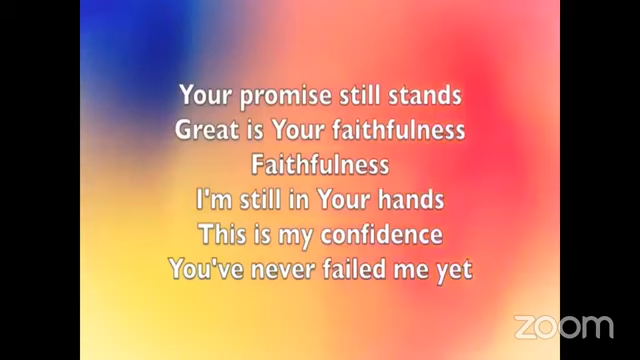 Your promise still stands
Great is Your faithfulness
Faithfulness
I'm still in Your hands
This is my confidence
You've never failed me yet
zoom